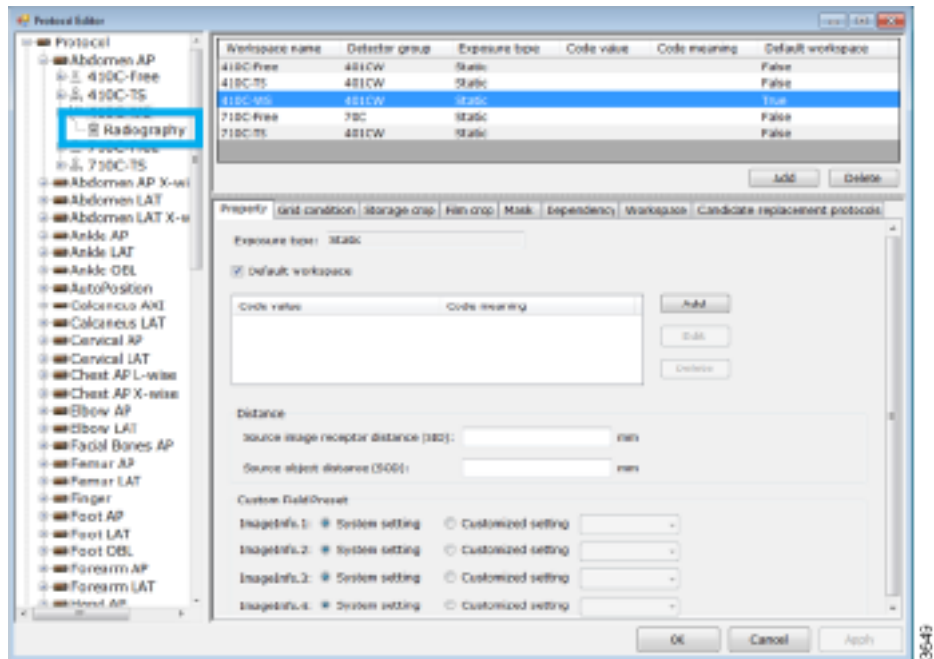 Protocol Editor
Protocol
Abdomen AP
410C-Free
410C-TS
Radiography
710C-TS
Abdomen AP X-wi
Abdomen LAT
Abdomen LAT X-w
Ankle AP
Ankle LAT
Ankle OBL
AutoPosition
Calcaneus AXI
Calcaneus LAT
Cervical AP
Cervical LAT
Chest AP L-wise
Chest AP X-wise
Elbow AP
Elbow LAT
Facial Bones AP
Femur AP
Femur LAT
Finger
Foot AP
Foot LAT
Foot OBL
Forearm AP
Forearm LAT
Hand AP
Workspace name Detector group Exposure type Code value Code meaning Default workspace
410C-Free 401CW Static False
410C-TS 401CW Static False
410C-WS 401CW Static True
710C-Free 70C Static False
710C-TS 401CW Static False
Add Delete
Property Grid condition Storage crop Film crop Mask Dependency Workspace Candidate replacement protocols
Exposure type: Static
Default workspace
Code value Code meaning
Add
Edit
Delete
Distance
Source image receptor distance (SID): mm
Source object distance (SOD): mm
Custom Field Preset
ImageInfo.1: System setting Customized setting
ImageInfo.2: System setting Customized setting
ImageInfo.3: System setting Customized setting
ImageInfo.4: System setting Customized setting
OK Cancel Apply
3649